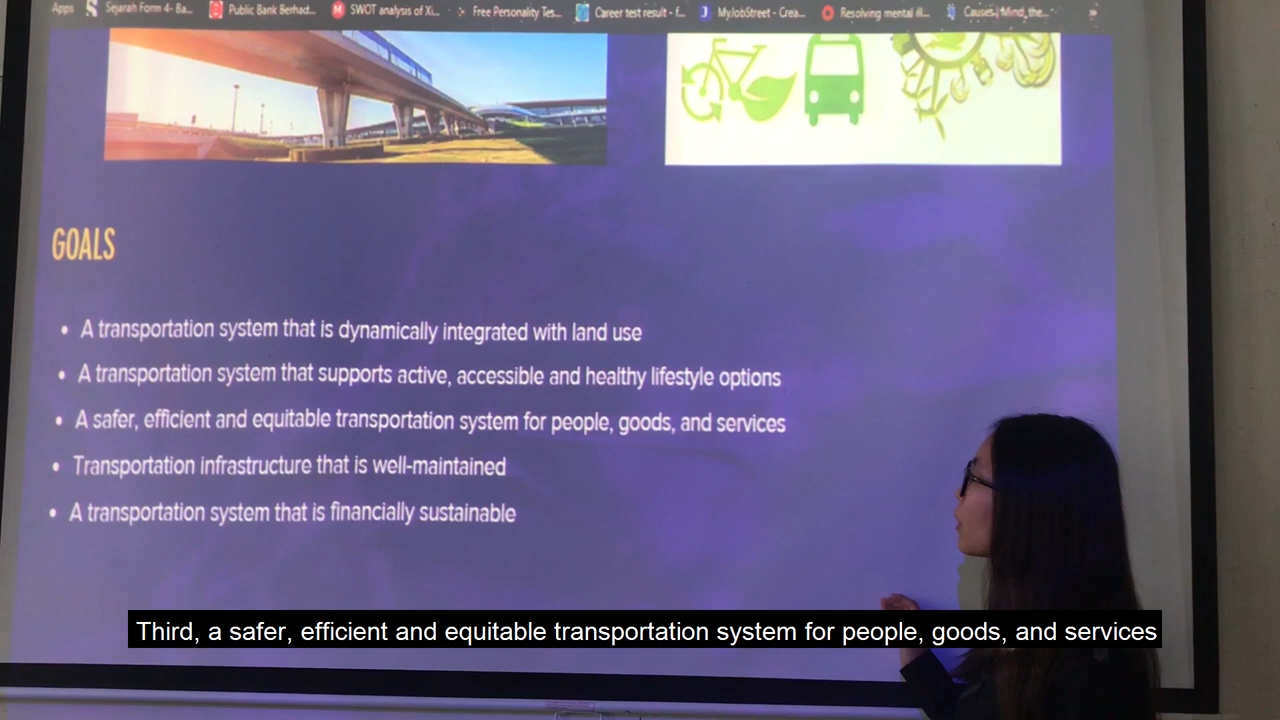 Apps Sejarah Form 4- Ba... Public Bank Berhad... SWOT analysis of Xi... Free Personality Tes... Career test result - f... MyJobStreet - Crea... Resolving mental ill... Causes | Mind, the... »
GOALS
• A transportation system that is dynamically integrated with land use
• A transportation system that supports active, accessible and healthy lifestyle options
• A safer, efficient and equitable transportation system for people, goods, and services
• Transportation infrastructure that is well-maintained
• A transportation system that is financially sustainable
Third, a safer, efficient and equitable transportation system for people, goods, and services